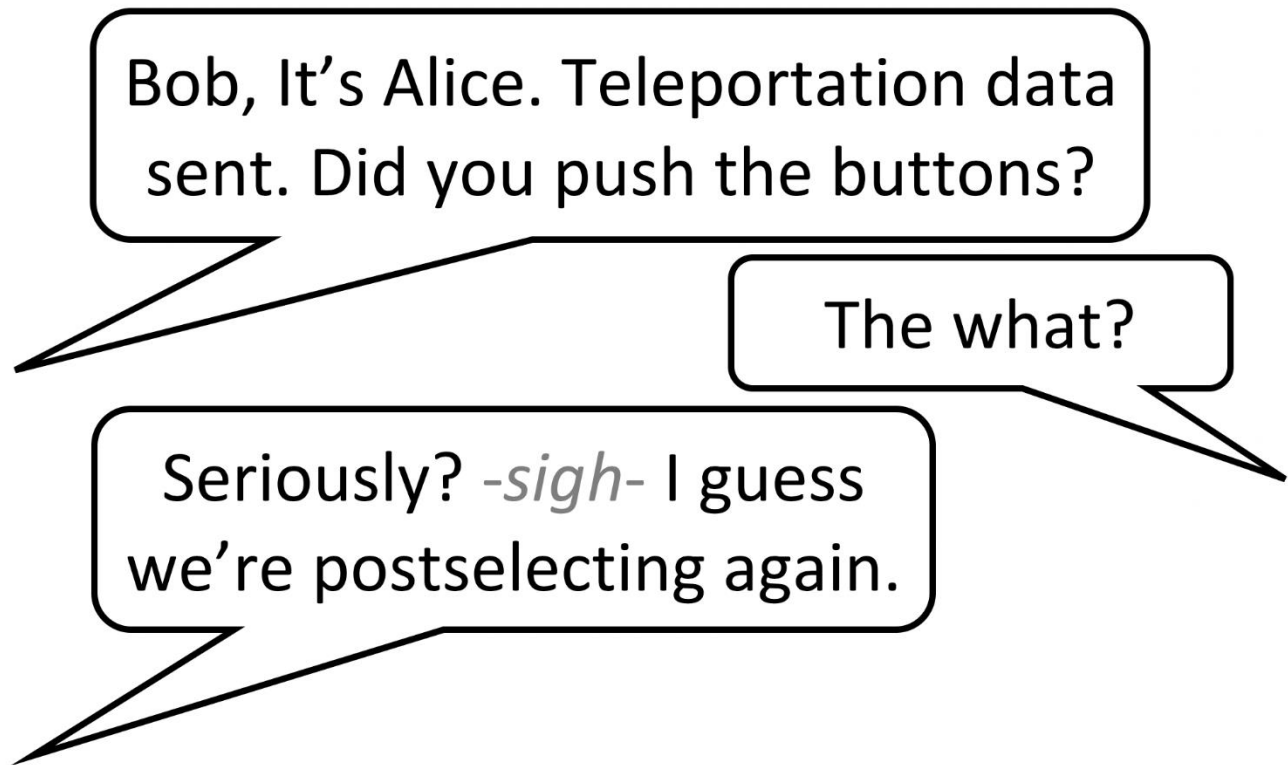 Bob, It’s Alice. Teleportation data
sent. Did you push the buttons?
The what?
Seriously? -sigh- I guess
we’re postselecting again.